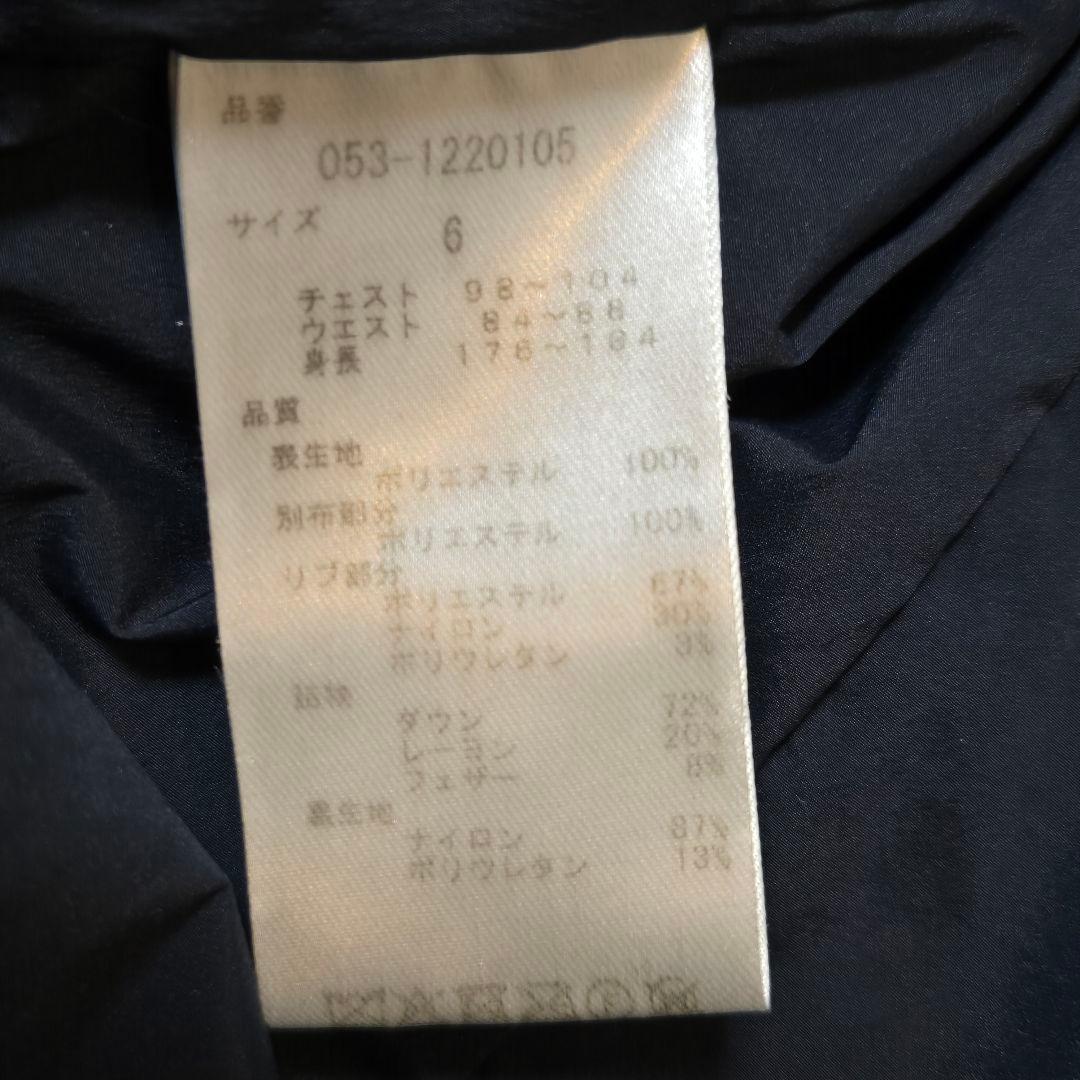 品番
053-1220105
サイズ 6
チェスト 98～104
ウエスト 84～88
身長 176～184
品質
表生地
ポリエステル 100%
別布部分
ポリエステル 100%
リブ部分
ポリエステル 67%
ナイロン 30%
ポリウレタン 3%
詰物
ダウン 72%
レーヨン 20%
フェザー 8%
裏生地
ナイロン 87%
ポリウレタン 13%